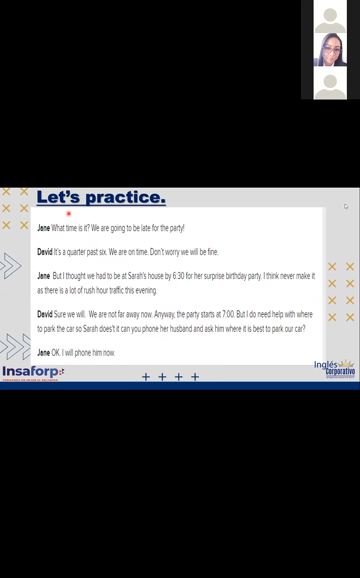 Let's practice.
Jane What time is it? We are going to be late for the party!
David It's a quarter past six. We are on time. Don't worry we will be fine.
Jane But I thought we had to be at Sarah's house by 6:30 for her surprise birthday party. I think never make it
as there is a lot of rush hour traffic this evening.
David Sure we will. We are not far away now. Anyway, the party starts at 7:00. But I do need help with where
to park the car so Sarah does't it can you phone her husband and ask him where it is best to park our car?
Jane OK. I will phone him now.
Insaforp
Inglés
Corporativo